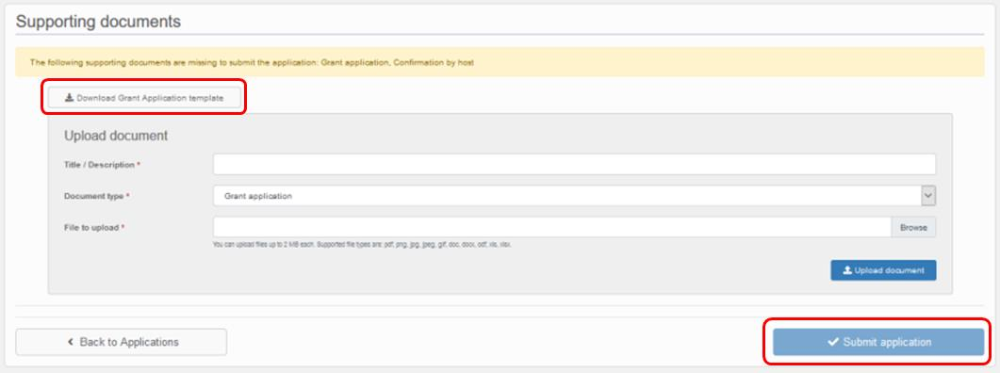 Supporting documents
The following supporting documents are missing to submit the application: Grant application, Confirmation by host
Download Grant Application template
Upload document
Title / Description *
Document type *
Grant application
File to upload *
Browse
You can upload files up to 2 MB each. Supported file types are: pdf, png, jpg, jpeg, gif, doc, docx, odf, xls, xlsx.
Upload document
Back to Applications
Submit application